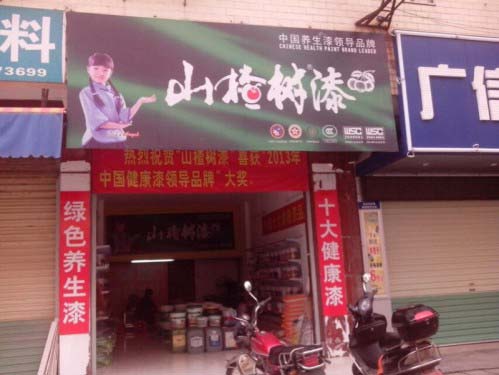 料
73699
中国养生漆领导品牌
CHINESE HEALTH PAINT BRAND LEADER
山楂树漆
广信
热烈祝贺“山楂树漆”喜获“2013年
中国健康漆领导品牌”大奖.
绿色养生漆
十大健康漆
山楂树漆